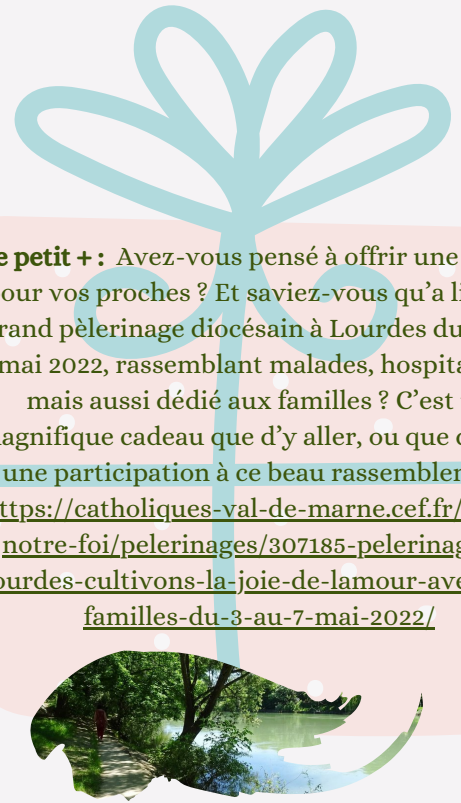 e petit + : Avez-vous pensé à offrir une
our vos proches ? Et saviez-vous qu'a li
rand pèlerinage diocésain à Lourdes du
mai 2022, rassemblant malades, hospita
mais aussi dédié aux familles ? C'est
agnifique cadeau que d'y aller, ou que
une participation à ce beau rassembler
ttps://catholiques-val-de-marne.cef.fr/
notre-foi/pelerinages/307185-pelerinag
ourdes-cultivons-la-joie-de-lamour-ave
familles-du-3-au-7-mai-2022/